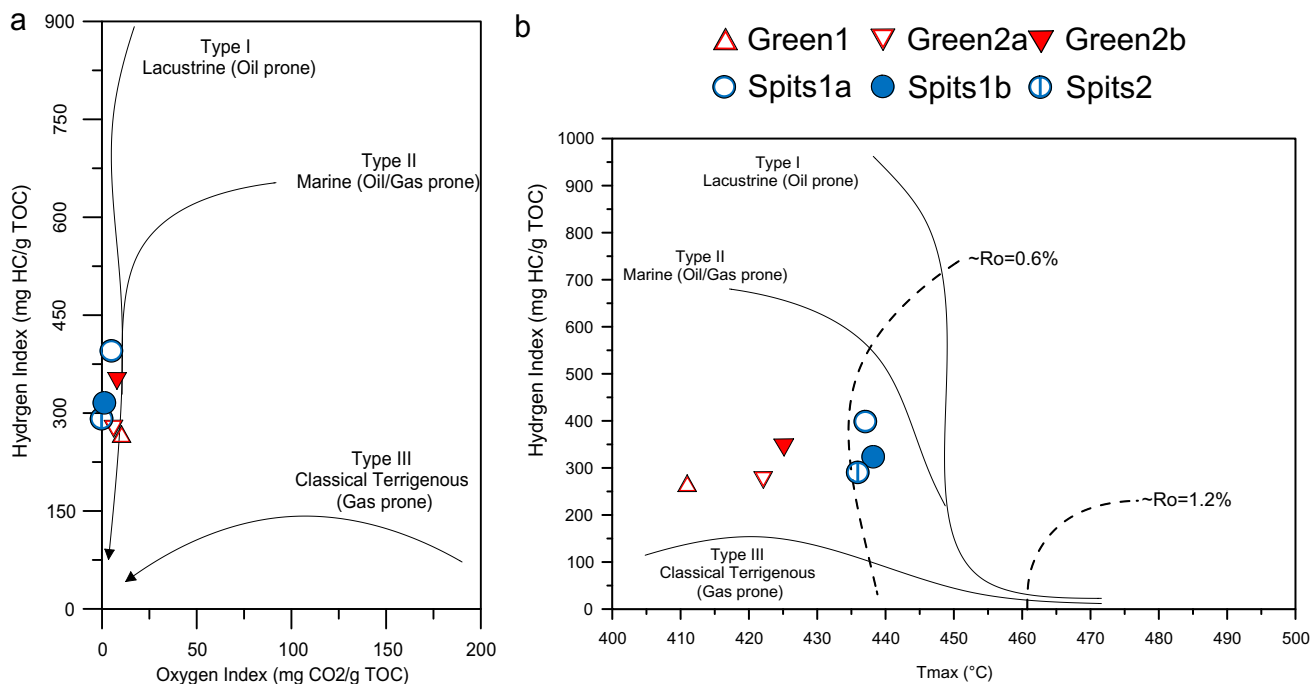 a
900
750
600
450
300
150
0
Hydrgen Index (mg HC/g TOC)
Type I
Lacustrine (Oil prone)
Type II
Marine (Oil/Gas prone)
Type III
Classical Terrigenous
(Gas prone)
0 50 100 150 200
Oxygen Index (mg CO2/g TOC)
b
Green1 Green2a Green2b
Spits1a Spits1b Spits2
1000
900
800
700
600
500
400
300
200
100
0
Hydrgen Index (mg HC/g TOC)
Type I
Lacustrine (Oil prone)
Type II
Marine (Oil/Gas prone)
~Ro=0.6%
~Ro=1.2%
Type III
Classical Terrigenous
(Gas prone)
400 410 420 430 440 450 460 470 480 490 500
Tmax (°C)